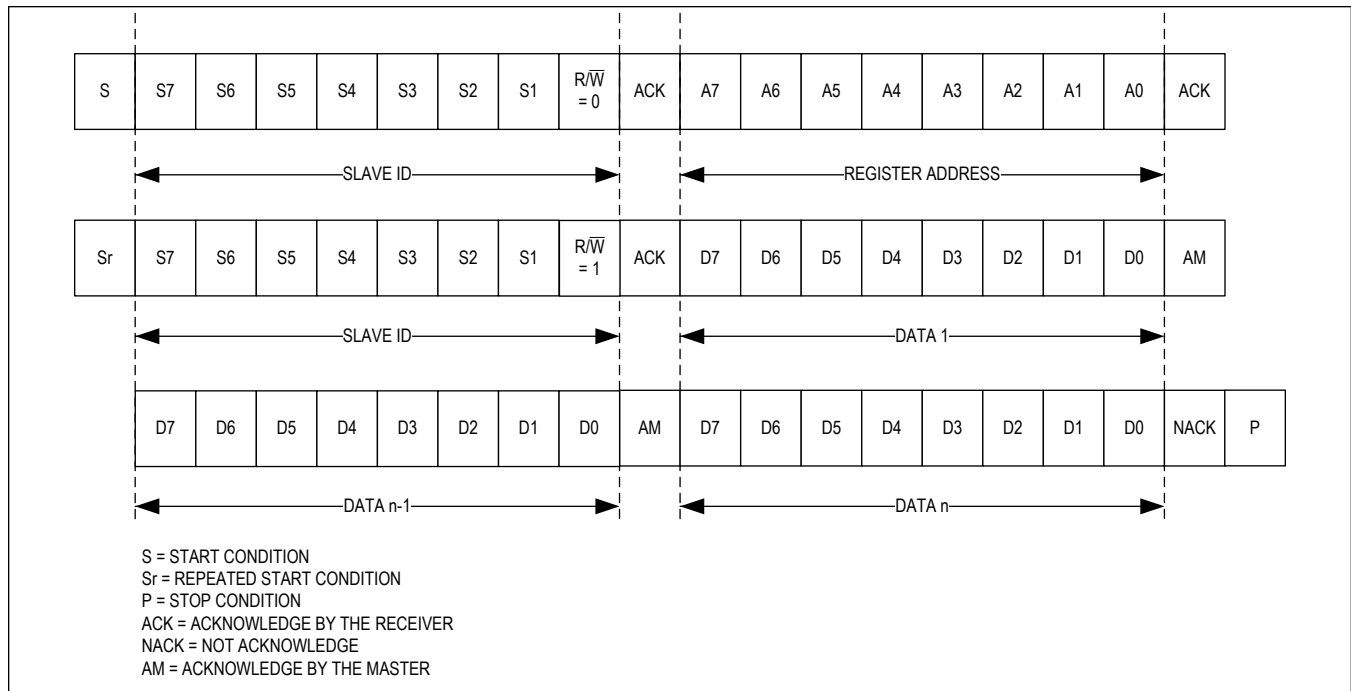 S S7 S6 S5 S4 S3 S2 S1 R/W̅ = 0 ACK A7 A6 A5 A4 A3 A2 A1 A0 ACK
SLAVE ID REGISTER ADDRESS
Sr S7 S6 S5 S4 S3 S2 S1 R/W̅ = 1 ACK D7 D6 D5 D4 D3 D2 D1 D0 AM
SLAVE ID DATA 1
D7 D6 D5 D4 D3 D2 D1 D0 AM D7 D6 D5 D4 D3 D2 D1 D0 NACK P
DATA n-1 DATA n
S = START CONDITION
Sr = REPEATED START CONDITION
P = STOP CONDITION
ACK = ACKNOWLEDGE BY THE RECEIVER
NACK = NOT ACKNOWLEDGE
AM = ACKNOWLEDGE BY THE MASTER